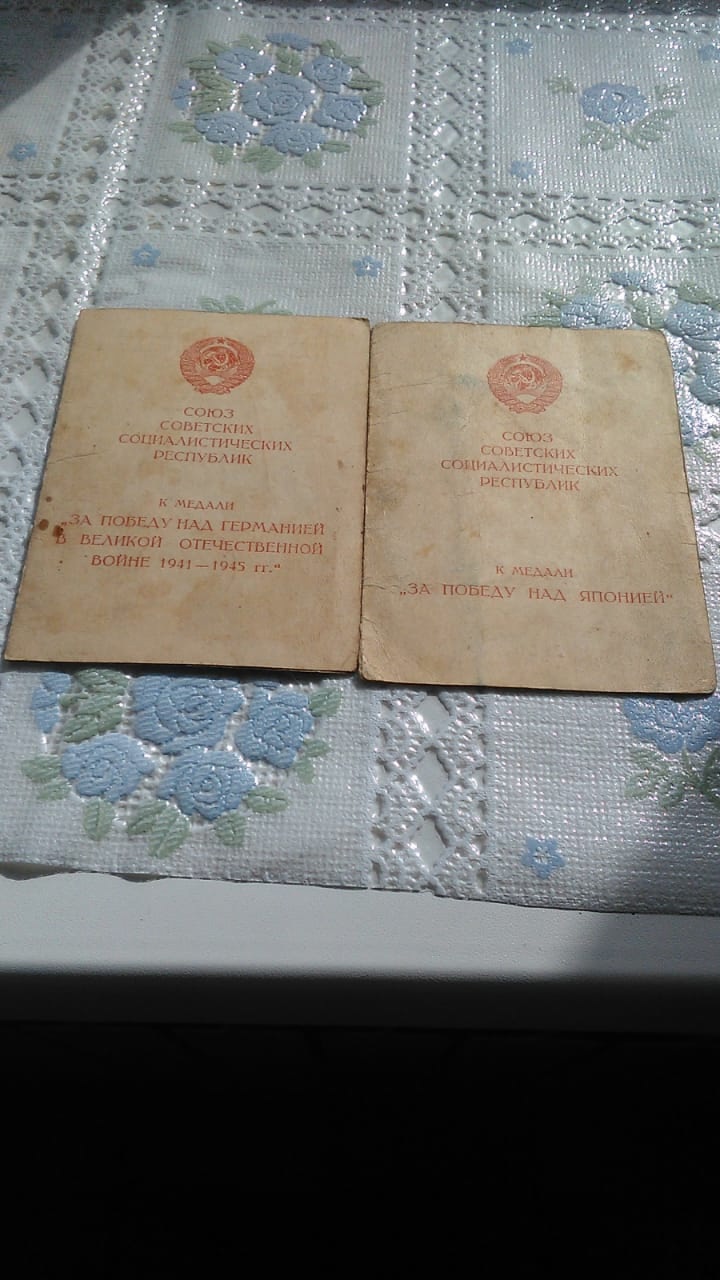 СОЮЗ
СОВЕТСКИХ
СОЦИАЛИСТИЧЕСКИХ
РЕСПУБЛИК
К МЕДАЛИ
„ЗА ПОБЕДУ НАД ГЕРМАНИЕЙ
В ВЕЛИКОЙ ОТЕЧЕСТВЕННОЙ
ВОЙНЕ 1941—1945 гг.“
СОЮЗ
СОВЕТСКИХ
СОЦИАЛИСТИЧЕСКИХ
РЕСПУБЛИК
К МЕДАЛИ
„ЗА ПОБЕДУ НАД ЯПОНИЕЙ“